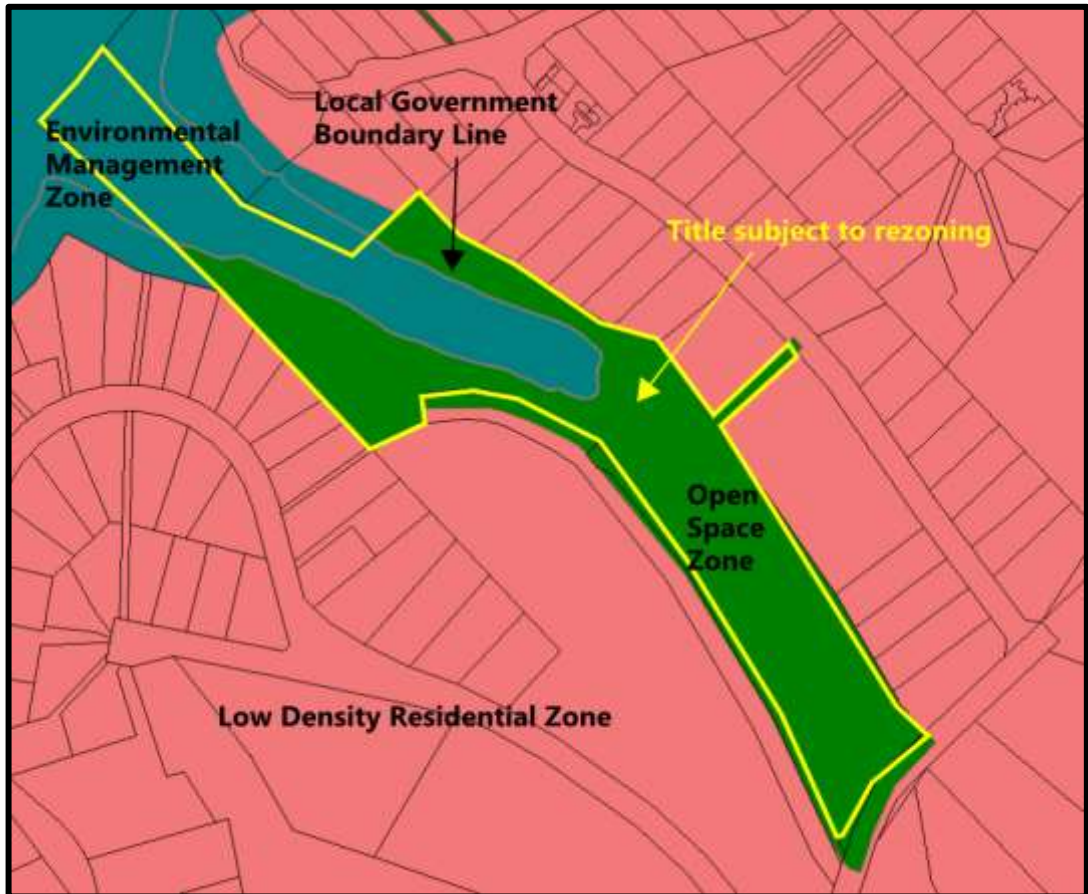 Local Government
Boundary Line
Environmental
Management
Zone
Title subject to rezoning
Open
Space
Zone
Low Density Residential Zone